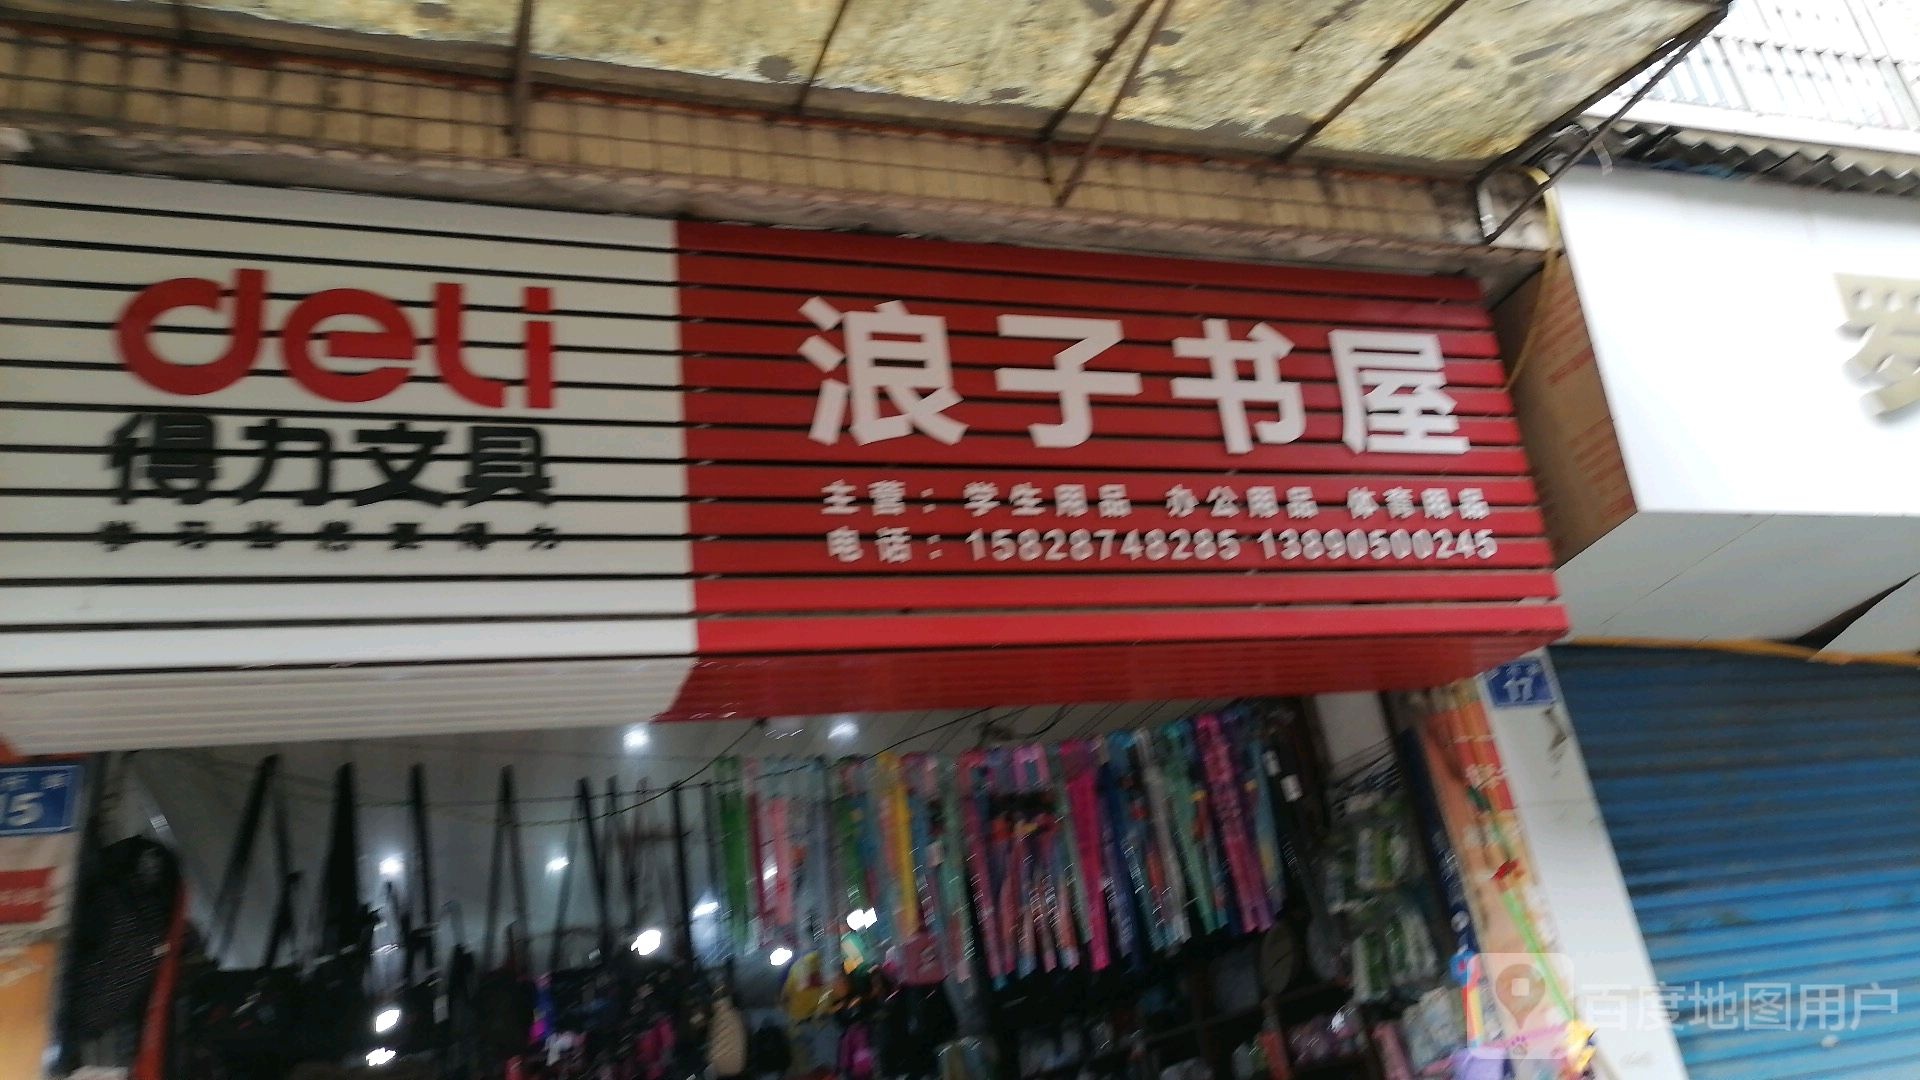 deli
得力文具
浪子书屋
主营：学生用品 办公用品 体育用品
电话：15828748285 13890500245
17
15
百度地图用户